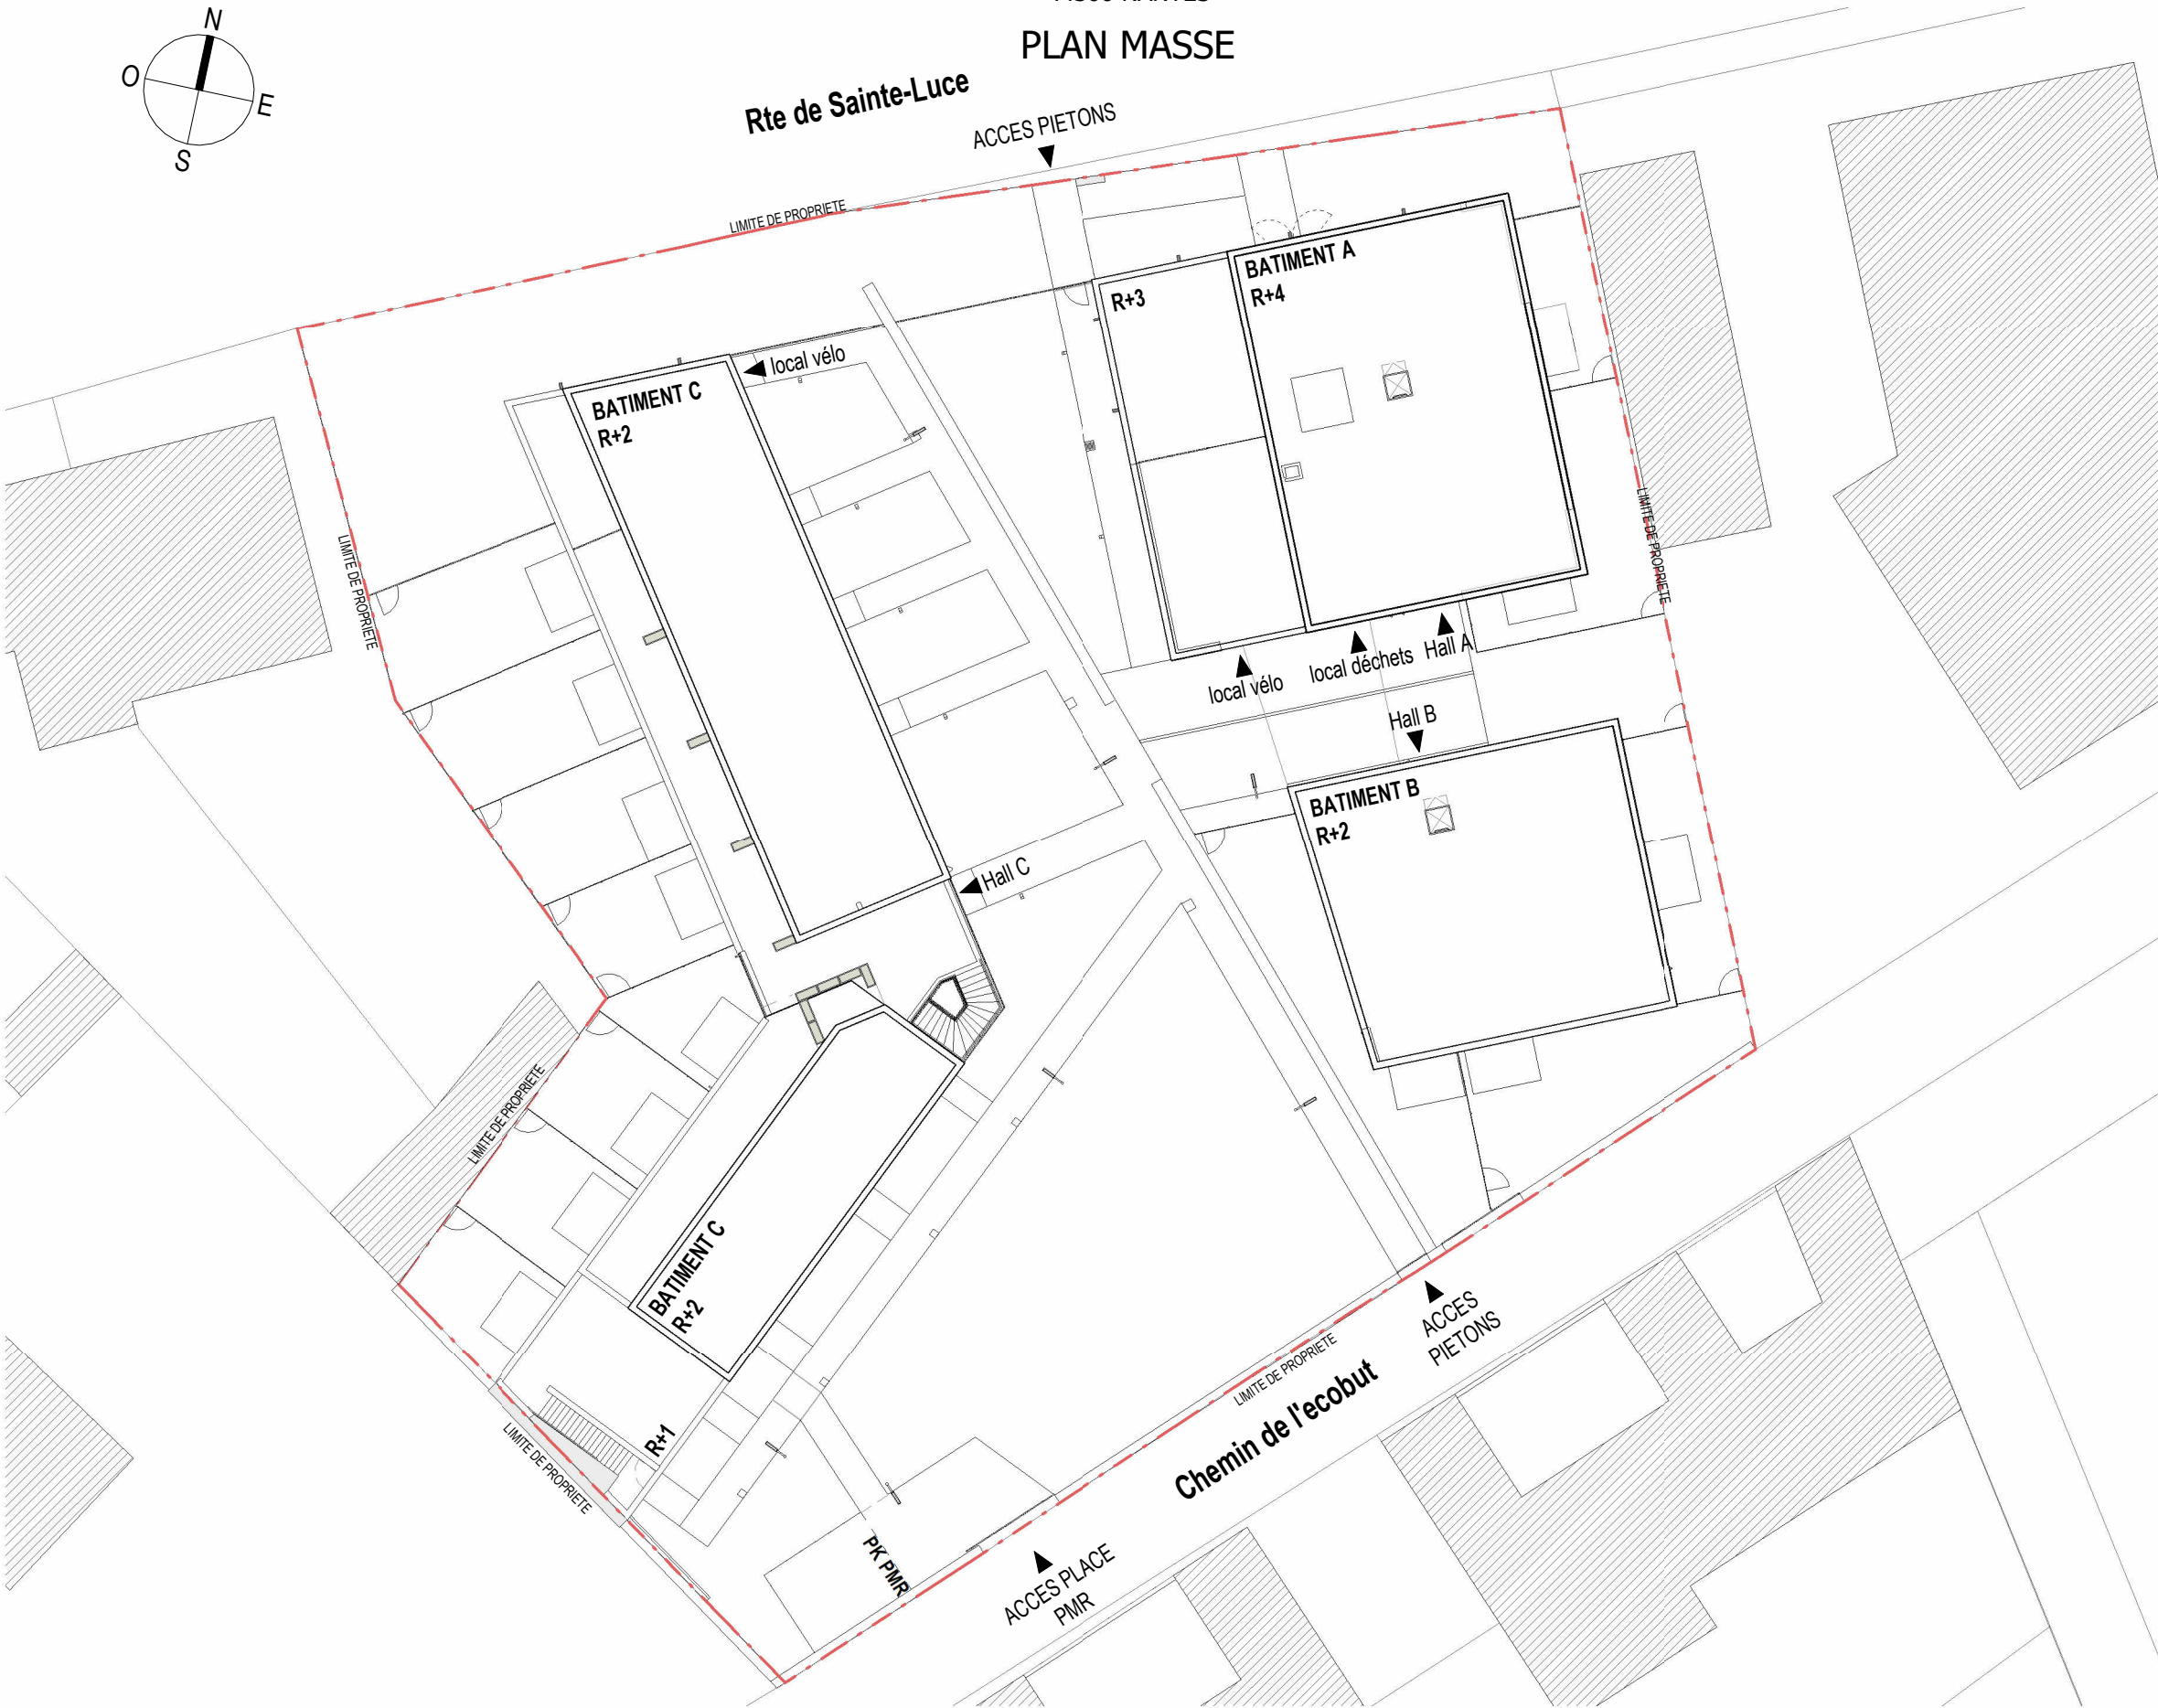 PLAN MASSE
N
O
E
S
Rte de Sainte-Luce
ACCES PIETONS
LIMITE DE PROPRIETE
BATIMENT A
R+4
R+3
local vélo
BATIMENT C
R+2
LIMITE DE PROPRIETE
LIMITE DE PROPRIETE
local vélo
local déchets
Hall A
Hall B
BATIMENT B
R+2
Hall C
LIMITE DE PROPRIETE
BATIMENT C
R+2
R+1
LIMITE DE PROPRIETE
LIMITE DE PROPRIETE
ACCES
PIETONS
Chemin de l'ecobut
PK PMR
ACCES PLACE
PMR